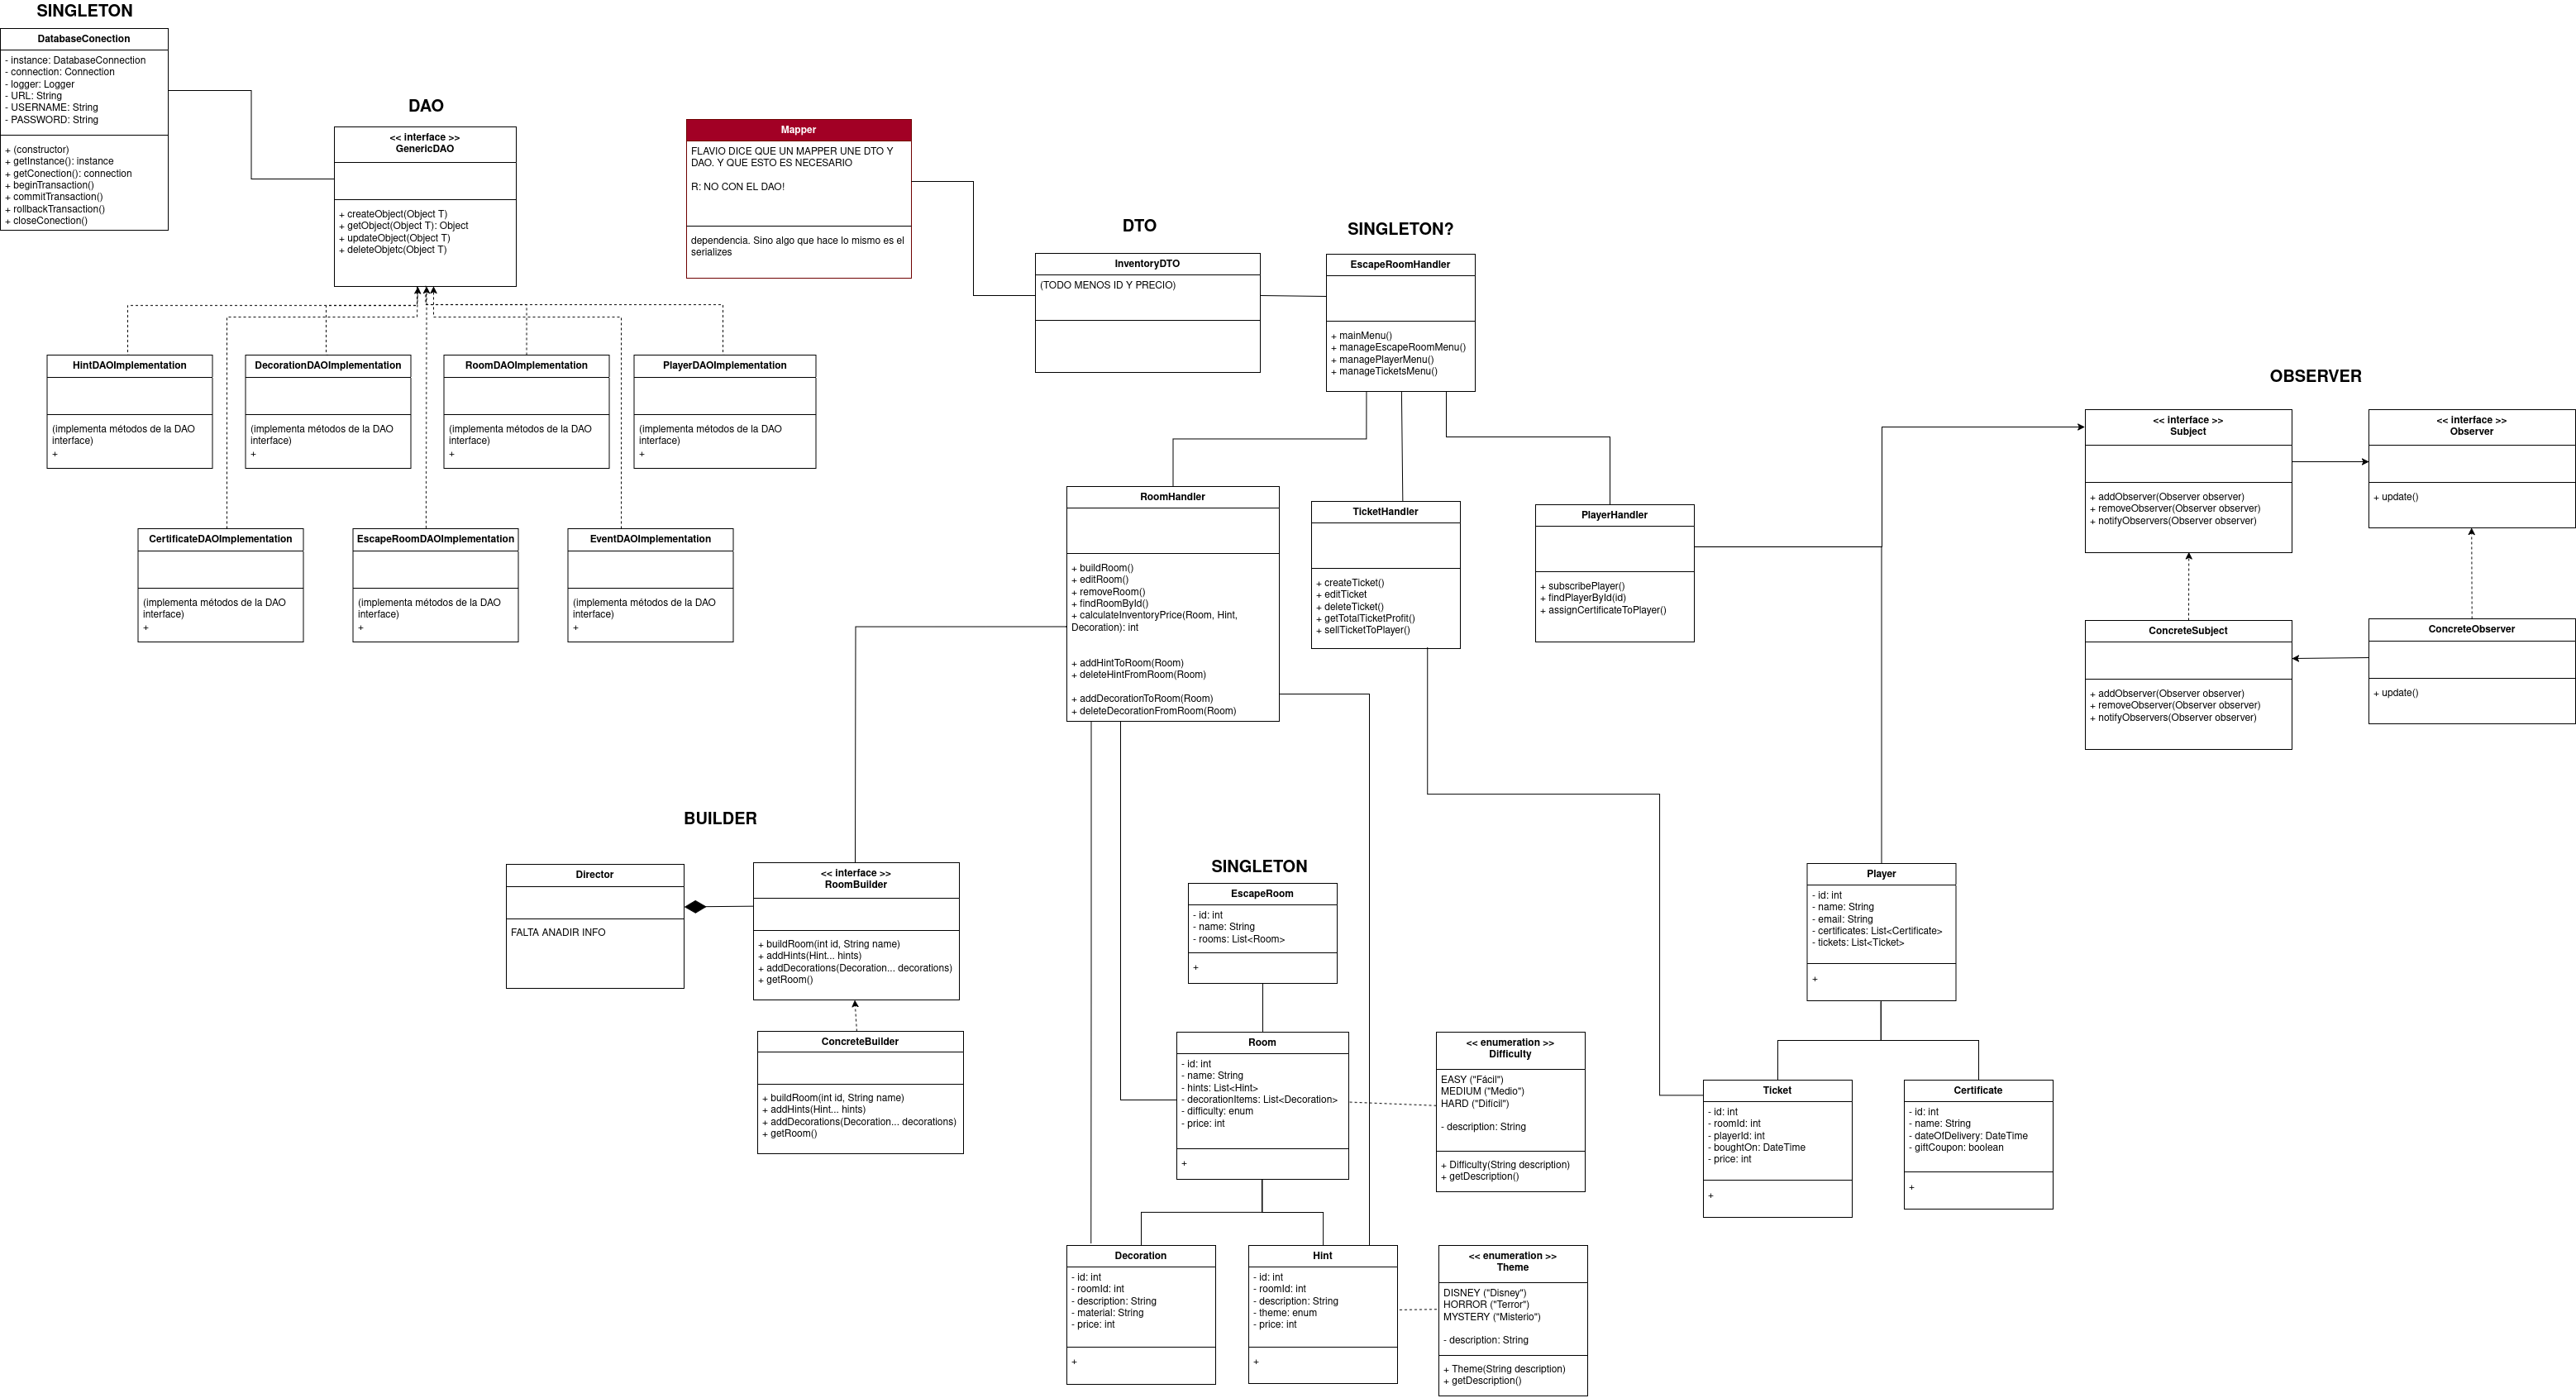 SINGLETON
DatabaseConection
- instance: DatabaseConnection
- connection: Connection
- logger: Logger
- URL: String
- USERNAME: String
- PASSWORD: String
+ (constructor)
+ getInstance(): instance
+ getConection(): connection
+ beginTransaction()
+ commitTransaction()
+ rollbackTransaction()
+ closeConection()
DAO
<< interface >>
GenericDAO
+ createObject(Object T)
+ getObject(Object T): Object
+ updateObject(Object T)
+ deleteObjetc(Object T)
HintDAOImplementation
(implementa métodos de la DAO
interface)
+
DecorationDAOImplementation
(implementa métodos de la DAO
interface)
+
RoomDAOImplementation
(implementa métodos de la DAO
interface)
+
PlayerDAOImplementation
(implementa métodos de la DAO
interface)
+
CertificateDAOImplementation
(implementa métodos de la DAO
interface)
+
EscapeRoomDAOImplementation
(implementa métodos de la DAO
interface)
+
EventDAOImplementation
(implementa métodos de la DAO
interface)
+
Mapper
FLAVIO DICE QUE UN MAPPER UNE DTO Y
DAO. Y QUE ESTO ES NECESARIO
R: NO CON EL DAO!
dependencia. Sino algo que hace lo mismo es el
serializes
DTO
InventoryDTO
(TODO MENOS ID Y PRECIO)
SINGLETON?
EscapeRoomHandler
+ mainMenu()
+ manageEscapeRoomMenu()
+ managePlayerMenu()
+ manageTicketsMenu()
RoomHandler
+ buildRoom()
+ editRoom()
+ removeRoom()
+ findRoomById()
+ calculateInventoryPrice(Room, Hint,
Decoration): int
+ addHintToRoom(Room)
+ deleteHintFromRoom(Room)
+ addDecorationToRoom(Room)
+ deleteDecorationFromRoom(Room)
TicketHandler
+ createTicket()
+ editTicket
+ deleteTicket()
+ getTotalTicketProfit()
+ sellTicketToPlayer()
PlayerHandler
+ subscribePlayer()
+ findPlayerById(id)
+ assignCertificateToPlayer()
OBSERVER
<< interface >>
Subject
+ addObserver(Observer observer)
+ removeObserver(Observer observer)
+ notifyObservers(Observer observer)
<< interface >>
Observer
+ update()
ConcreteSubject
+ addObserver(Observer observer)
+ removeObserver(Observer observer)
+ notifyObservers(Observer observer)
ConcreteObserver
+ update()
BUILDER
Director
FALTA ANADIR INFO
<< interface >>
RoomBuilder
+ buildRoom(int id, String name)
+ addHints(Hint... hints)
+ addDecorations(Decoration... decorations)
+ getRoom()
ConcreteBuilder
+ buildRoom(int id, String name)
+ addHints(Hint... hints)
+ addDecorations(Decoration... decorations)
+ getRoom()
SINGLETON
EscapeRoom
- id: int
- name: String
- rooms: List<Room>
+
Room
- id: int
- name: String
- hints: List<Hint>
- decorationItems: List<Decoration>
- difficulty: enum
- price: int
+
<< enumeration >>
Difficulty
EASY ("Fácil")
MEDIUM ("Medio")
HARD ("Difícil")
- description: String
+ Difficulty(String description)
+ getDescription()
Decoration
- id: int
- roomId: int
- description: String
- material: String
- price: int
+
Hint
- id: int
- roomId: int
- description: String
- theme: enum
- price: int
+
<< enumeration >>
Theme
DISNEY ("Disney")
HORROR ("Terror")
MYSTERY ("Misterio")
- description: String
+ Theme(String description)
+ getDescription()
Player
- id: int
- name: String
- email: String
- certificates: List<Certificate>
- tickets: List<Ticket>
+
Ticket
- id: int
- roomId: int
- playerId: int
- boughtOn: DateTime
- price: int
+
Certificate
- id: int
- name: String
- dateOfDelivery: DateTime
- giftCoupon: boolean
+